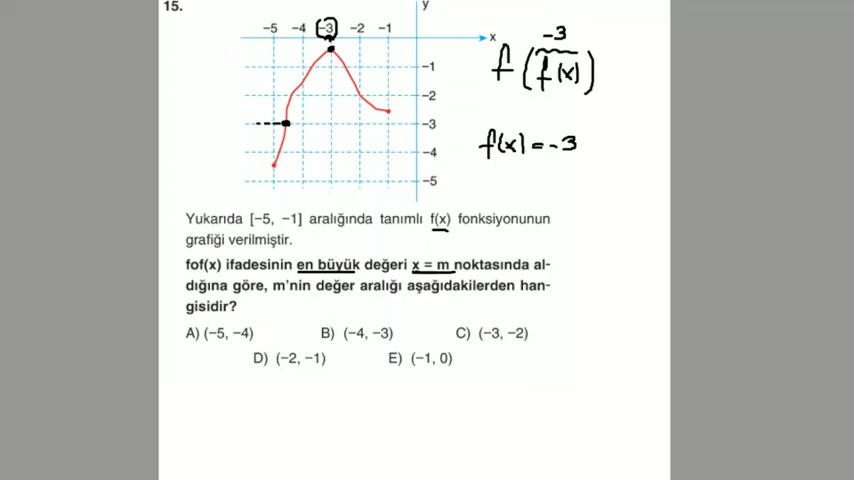 15.
y
-5 -4 -3 -2 -1
x
-1
-2
-3
-4
-5
-3
f(f(x))
f(x) = -3
Yukarıda [−5, −1] aralığında tanımlı f(x) fonksiyonunun
grafiği verilmiştir.
fof(x) ifadesinin en büyük değeri x = m noktasında al-
dığına göre, m'nin değer aralığı aşağıdakilerden han-
gisidir?
A) (−5, −4) B) (−4, −3) C) (−3, −2)
D) (−2, −1) E) (−1, 0)